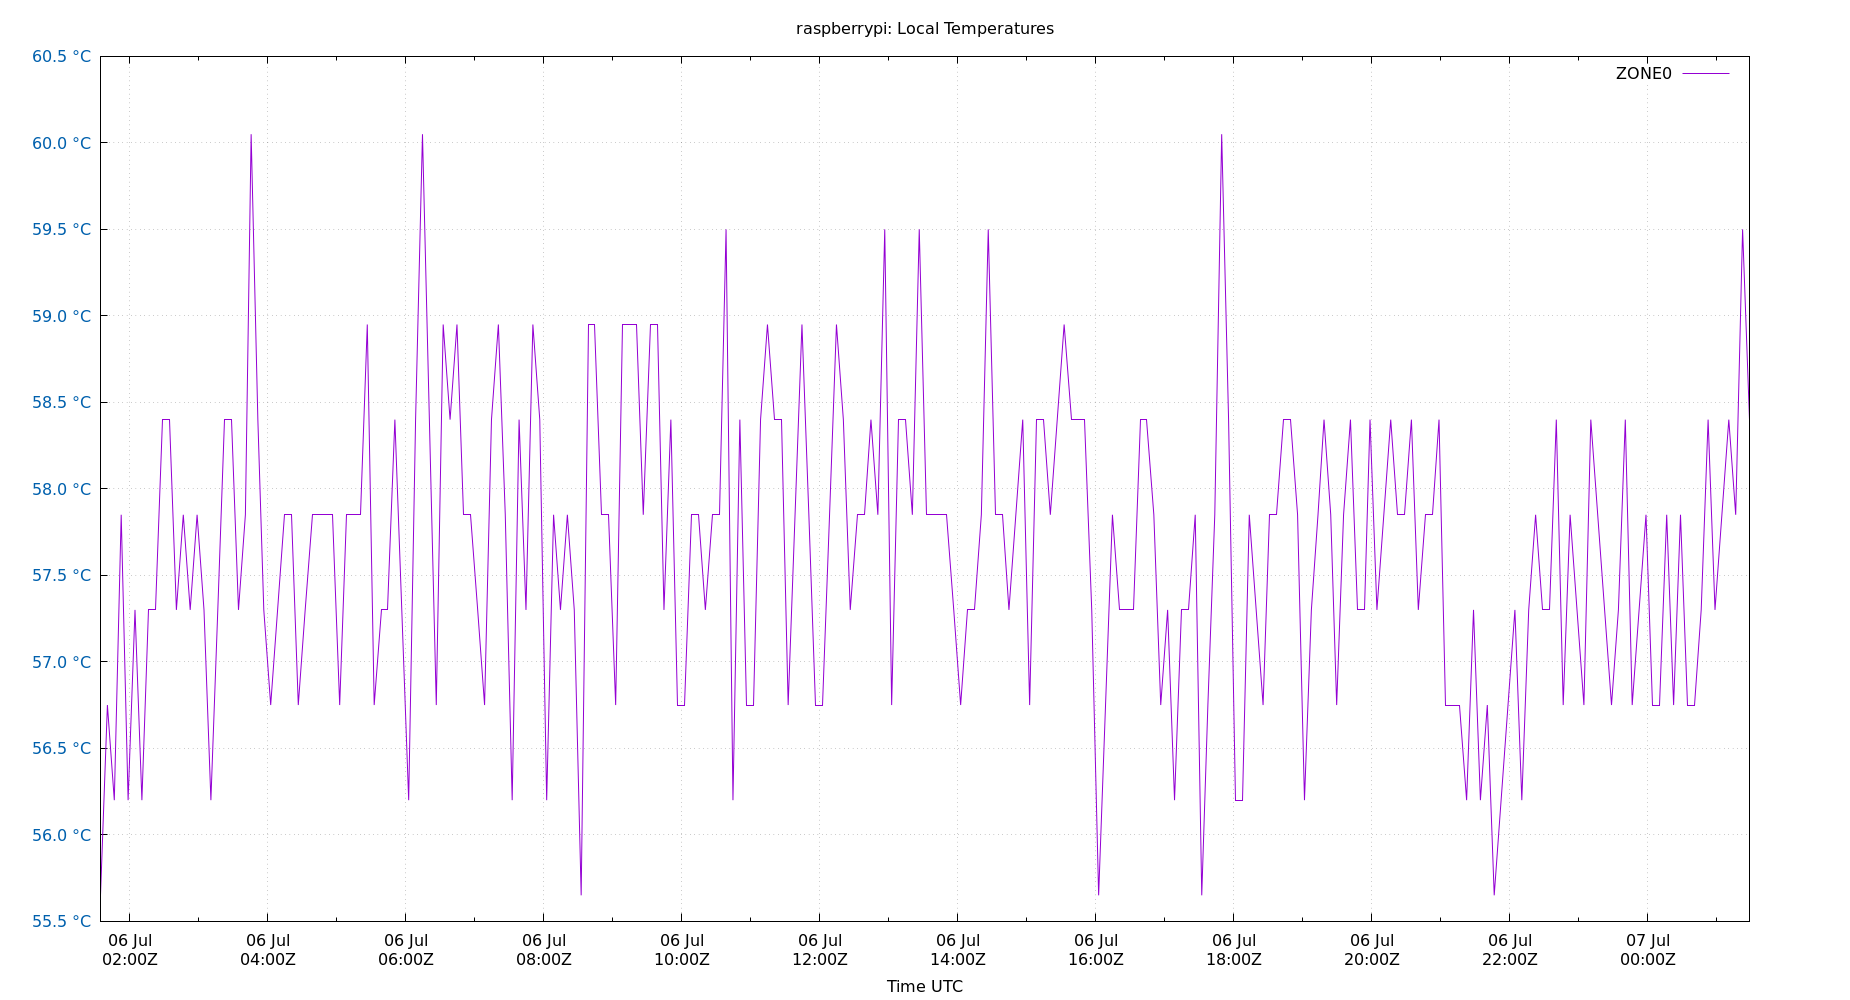 raspberrypi: Local Temperatures
60.5 °C
ZONE0
60.0 °C
59.5 °C
59.0 °C
58.5 °C
58.0 °C
57.5 °C
57.0 °C
56.5 °C
56.0 °C
55.5 °C
06 Jul 06 Jul 06 Jul 06 Jul 06 Jul 06 Jul 06 Jul 06 Jul 06 Jul 06 Jul 06 Jul 07 Jul
02:00Z 04:00Z 06:00Z 08:00Z 10:00Z 12:00Z 14:00Z 16:00Z 18:00Z 20:00Z 22:00Z 00:00Z
Time UTC